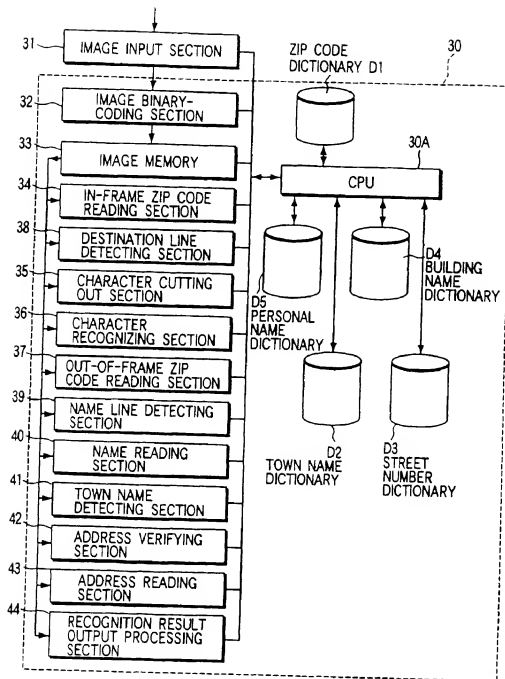 31
IMAGE INPUT SECTION
ZIP CODE
DICTIONARY D1
30
32
IMAGE BINARY-
CODING SECTION
33
IMAGE MEMORY
30A
CPU
34
IN-FRAME ZIP CODE
READING SECTION
38
DESTINATION LINE
DETECTING SECTION
35
CHARACTER CUTTING
OUT SECTION
36
CHARACTER
RECOGNIZING SECTION
37
OUT-OF-FRAME ZIP
CODE READING SECTION
39
NAME LINE DETECTING
SECTION
40
NAME READING
SECTION
41
TOWN NAME
DETECTING SECTION
42
ADDRESS VERIFYING
SECTION
43
ADDRESS READING
SECTION
44
RECOGNITION RESULT
OUTPUT PROCESSING
SECTION
D5
PERSONAL
NAME
DICTIONARY
D4
BUILDING
NAME
DICTIONARY
D2
TOWN NAME
DICTIONARY
D3
STREET
NUMBER
DICTIONARY